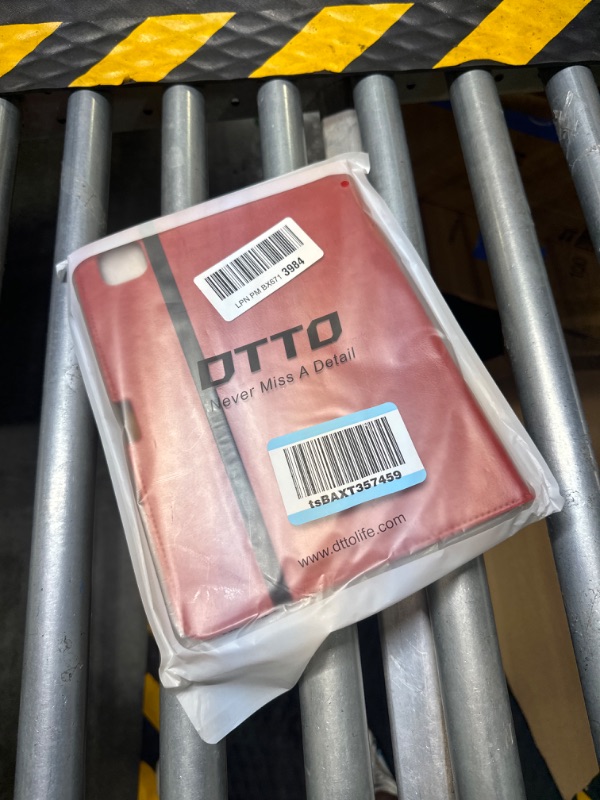 LPN PM BX671 3984
DTTO
Never Miss A Detail
tsBAXT357459
www.dttolife.com